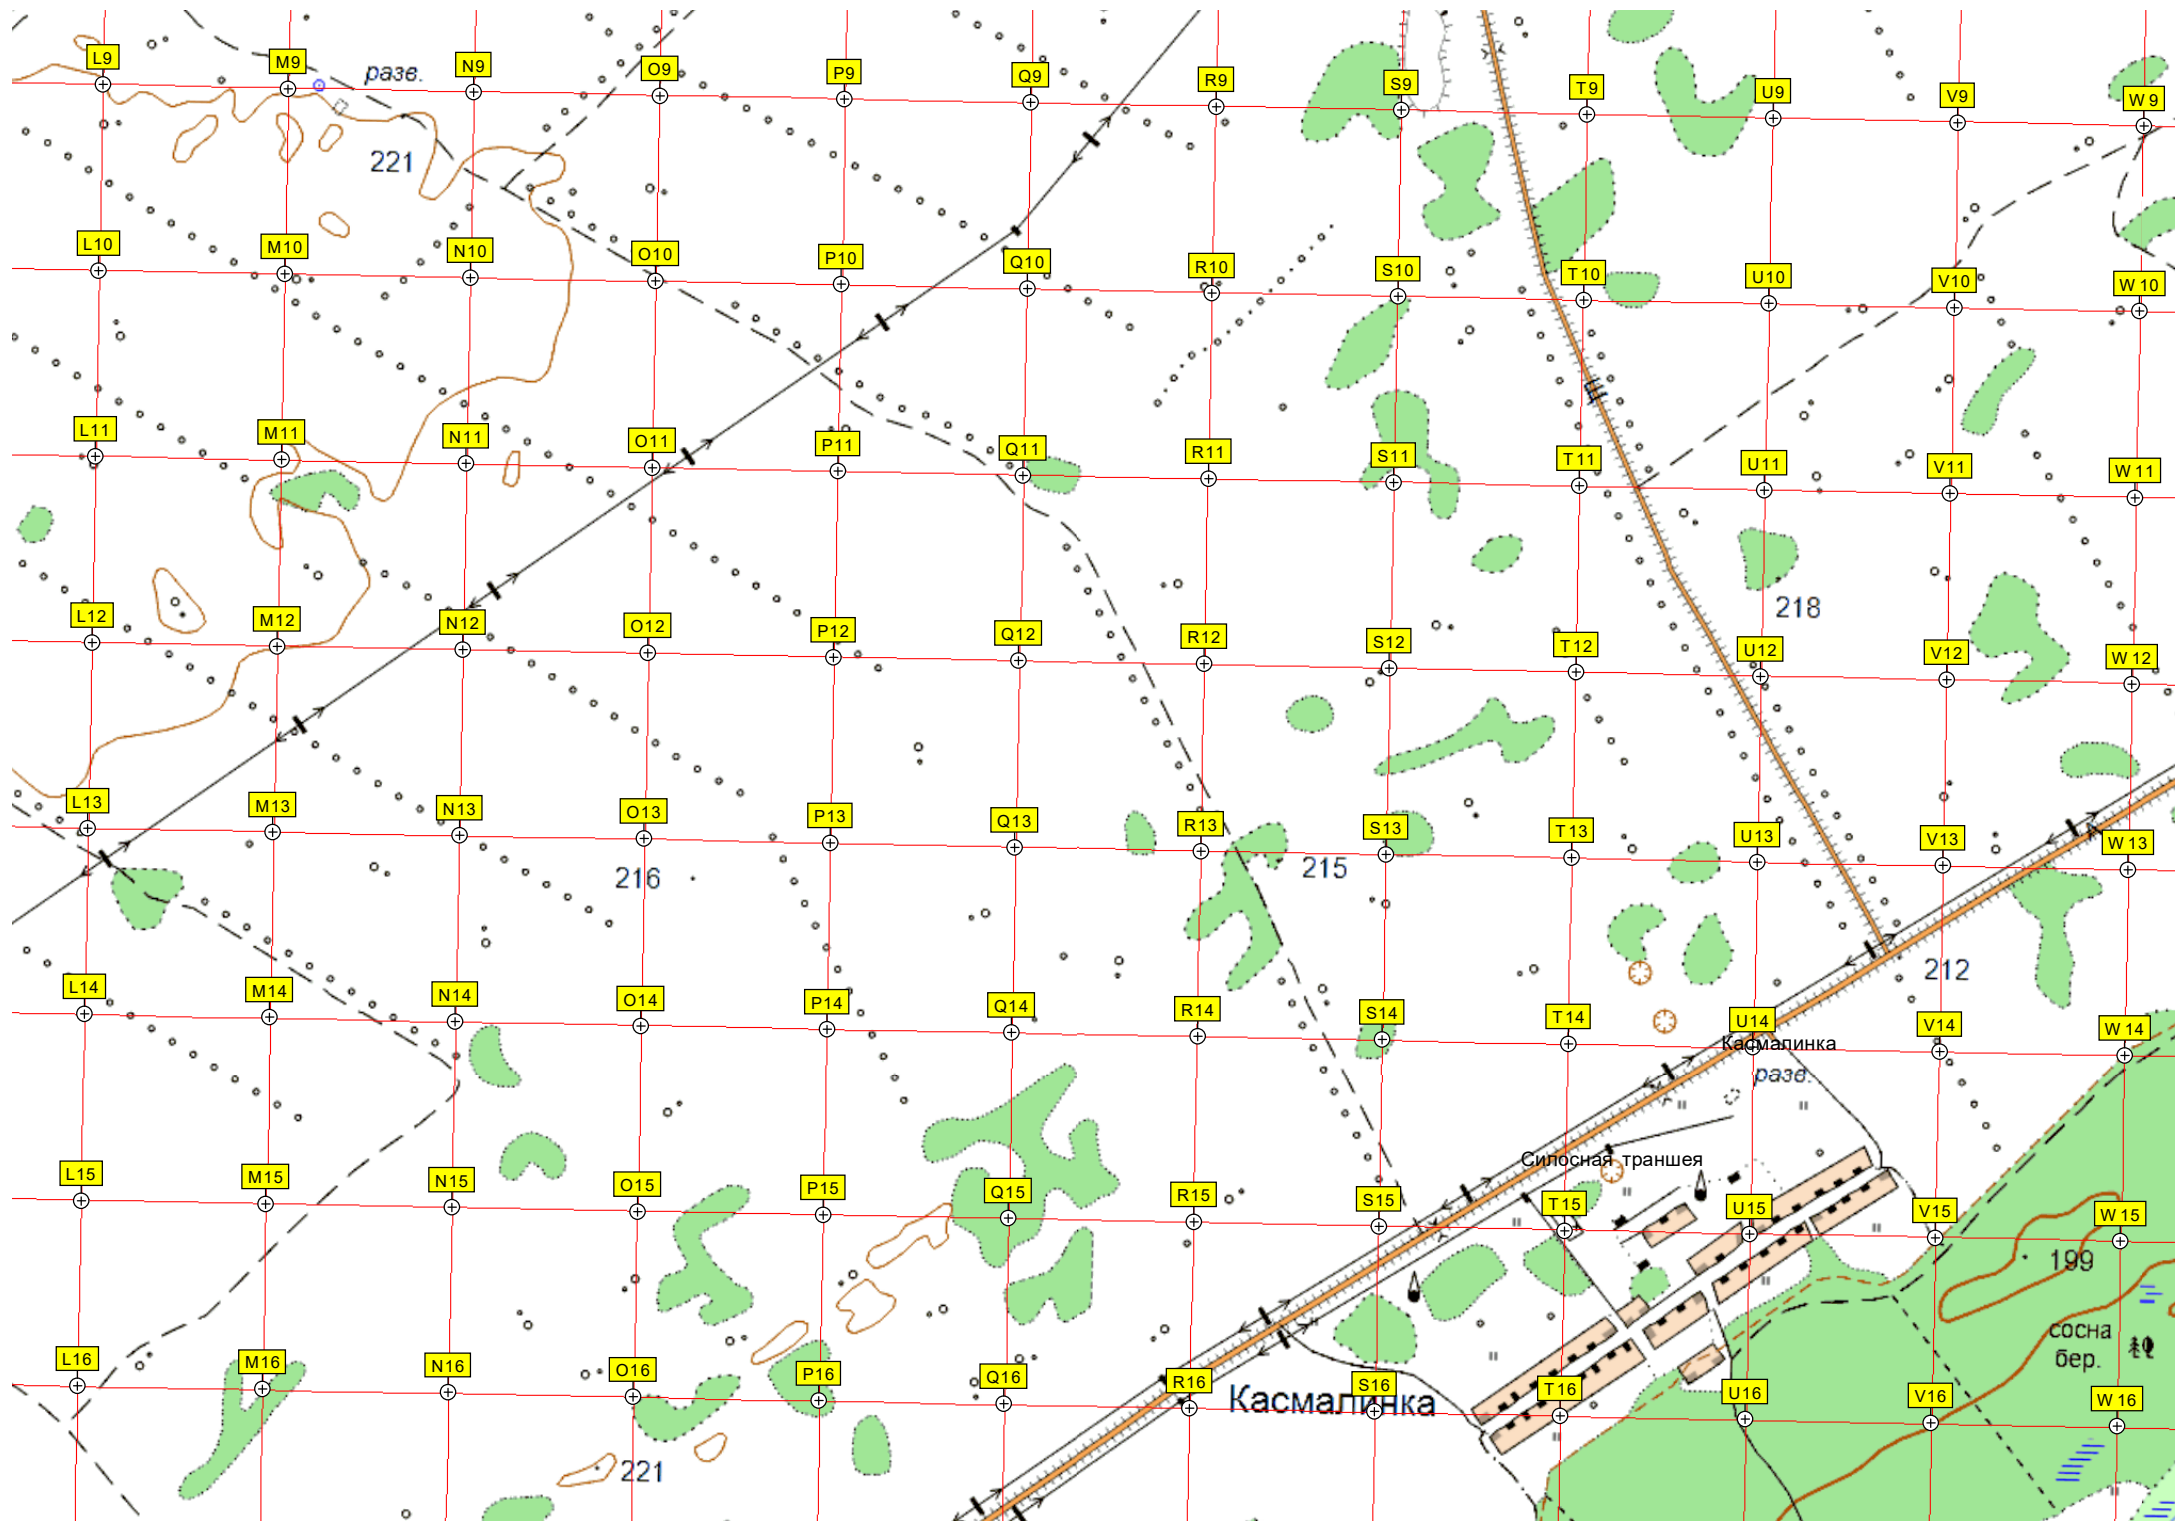 L9 M9 N9 O9 P9 Q9 R9 S9 T9 U9 V9 W9
разв.
221
L10 M10 N10 O10 P10 Q10 R10 S10 T10 U10 V10 W10
L11 M11 N11 O11 P11 Q11 R11 S11 T11 U11 V11 W11
218
L12 M12 N12 O12 P12 Q12 R12 S12 T12 U12 V12 W12
L13 M13 N13 O13 P13 Q13 R13 S13 T13 U13 V13 W13
216 215
212
L14 M14 N14 O14 P14 Q14 R14 S14 T14 U14 V14 W14
Касмалинка
разв.
Силосная траншея
L15 M15 N15 O15 P15 Q15 R15 S15 T15 U15 V15 W15
199
сосна
бер.
L16 M16 N16 O16 P16 Q16 R16 S16 T16 U16 V16 W16
Касмалинка
221